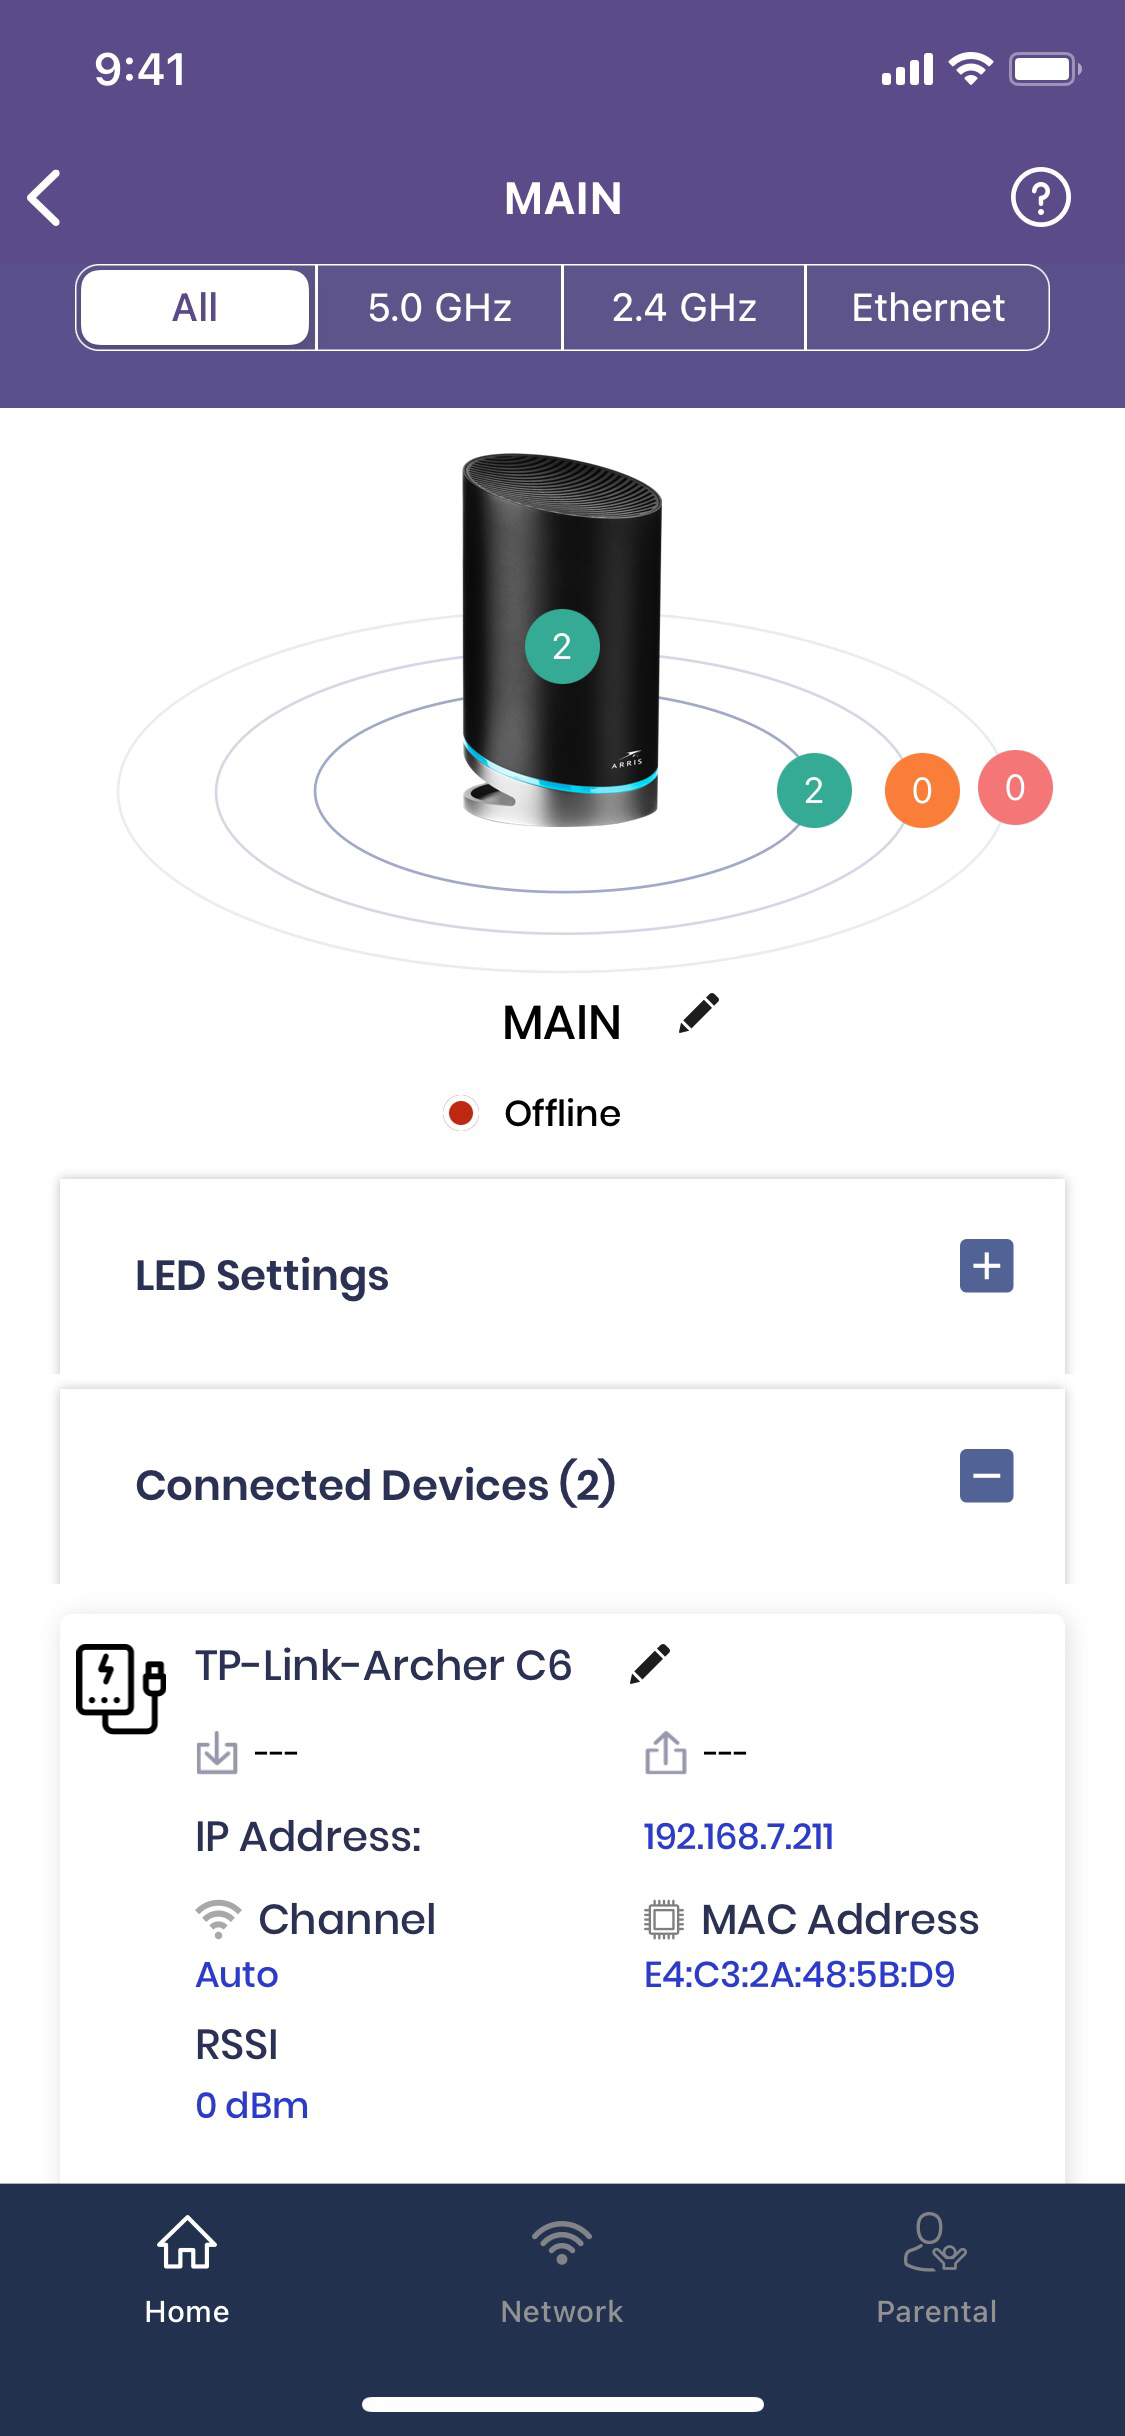 9:41
MAIN
All 5.0 GHz 2.4 GHz Ethernet
2
ARRIS
2 0 0
MAIN
Offline
LED Settings
Connected Devices (2)
TP-Link-Archer C6
--- ---
IP Address: 192.168.7.211
Channel MAC Address
Auto E4:C3:2A:48:5B:D9
RSSI
0 dBm
Home Network Parental